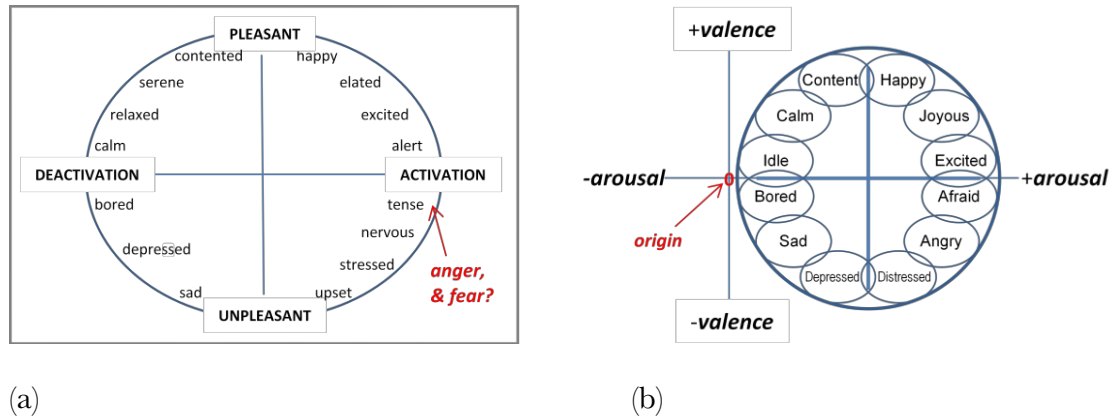 PLEASANT
contented
happy
serene
elated
relaxed
excited
calm
alert
DEACTIVATION
ACTIVATION
bored
tense
depressed
nervous
stressed
anger,
& fear?
sad
upset
UNPLEASANT
(a)
+valence
Content
Happy
Calm
Joyous
Idle
Excited
-arousal
0
+arousal
Bored
Afraid
origin
Sad
Angry
Depressed
Distressed
-valence
(b)